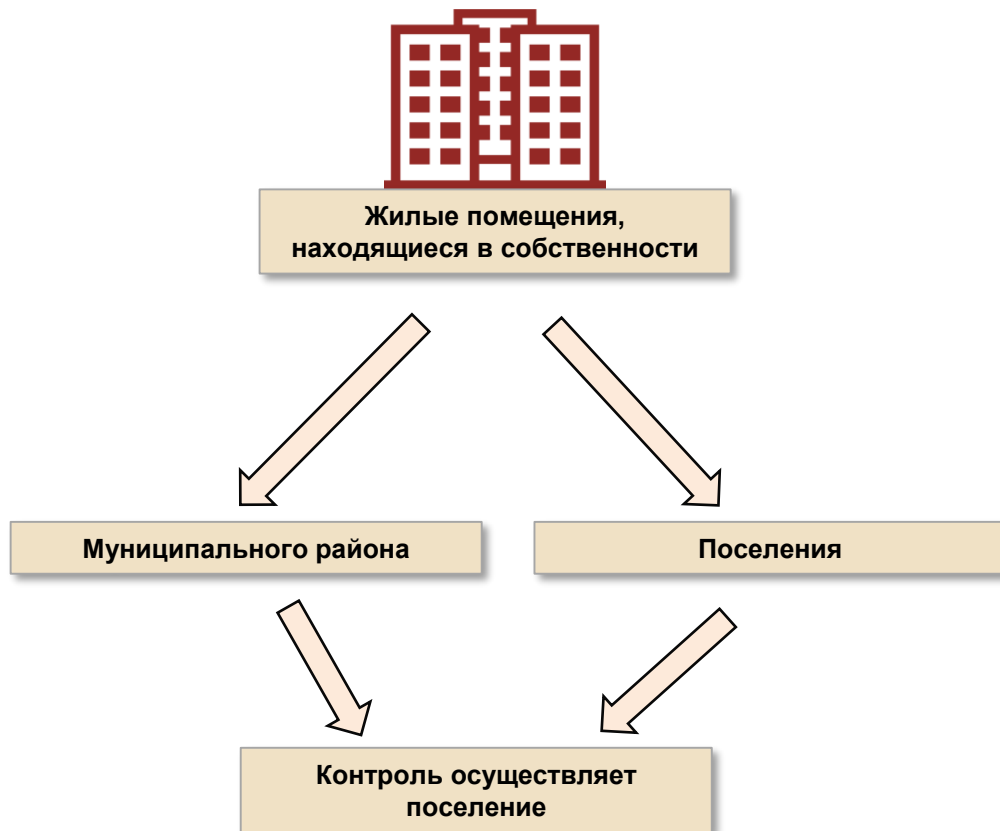 Жилые помещения,
находящиеся в собственности
Муниципального района
Поселения
Контроль осуществляет
поселение